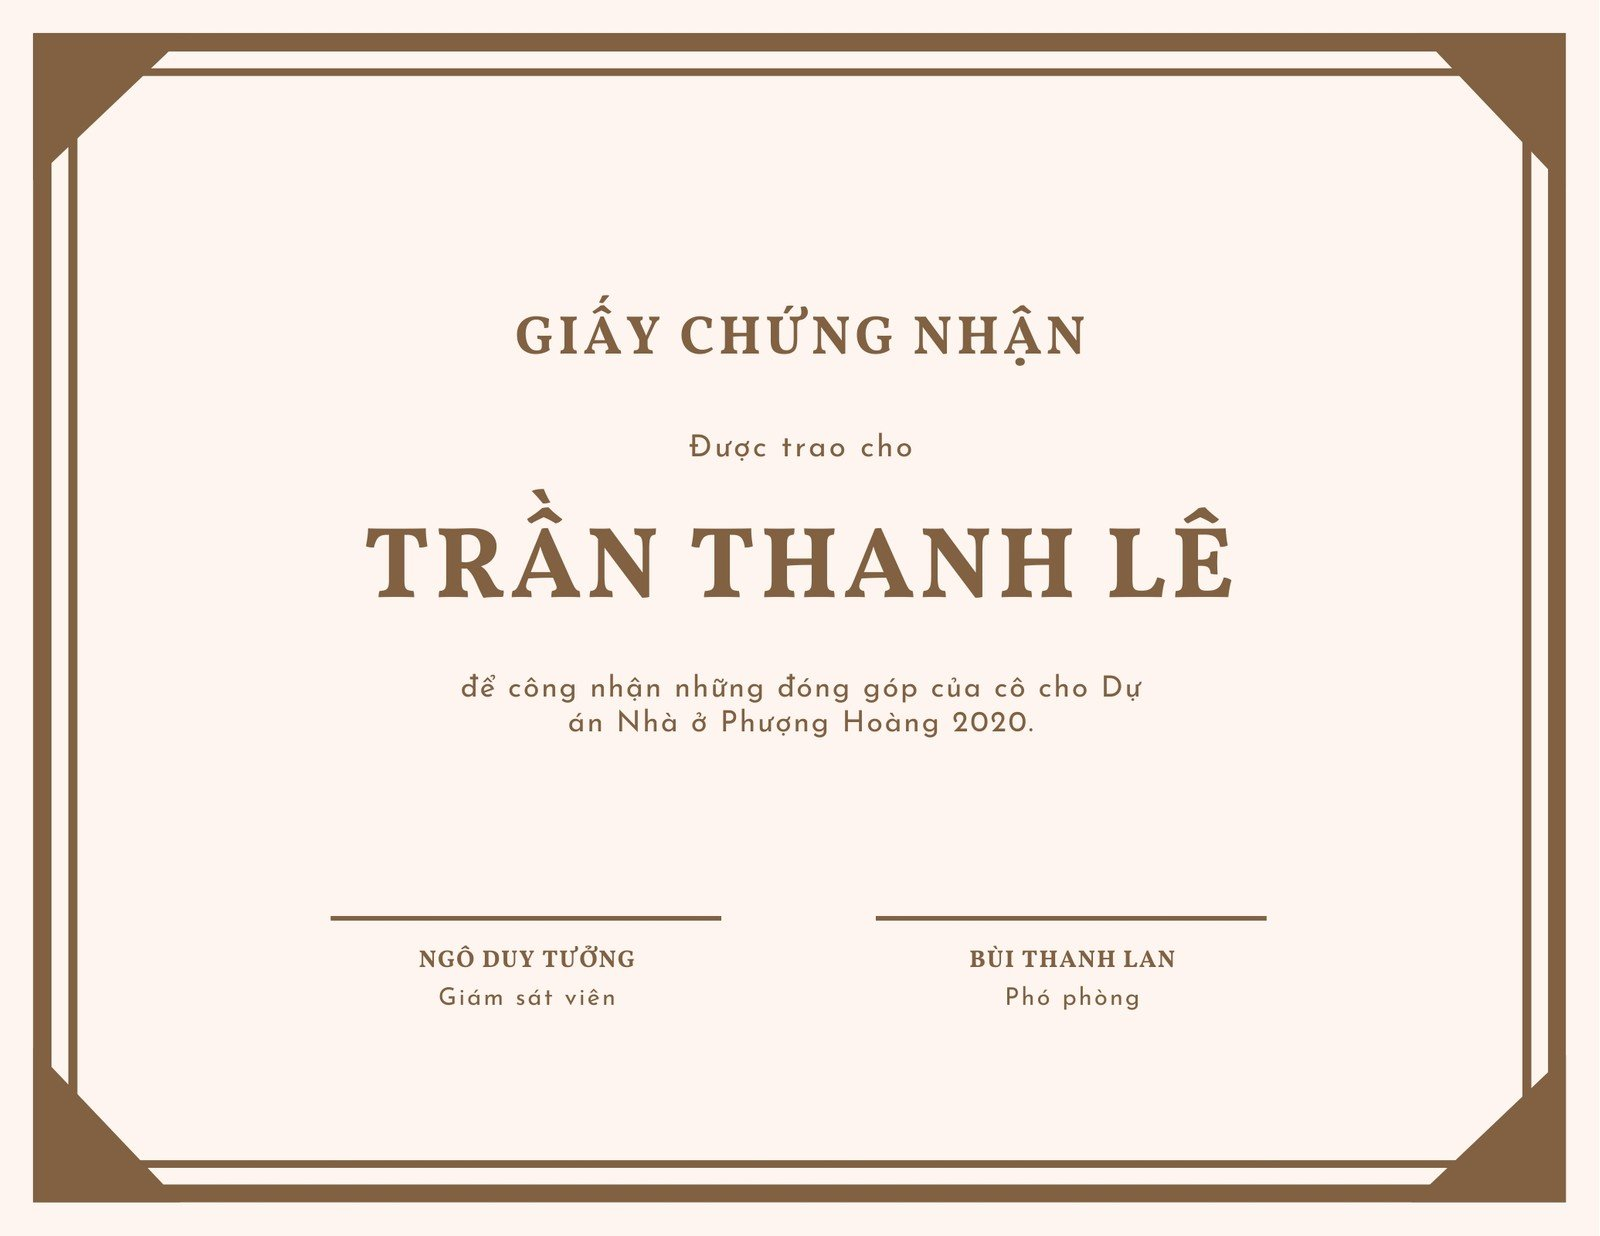 GIẤY CHỨNG NHẬN
Được trao cho
TRẦN THANH LÊ
để công nhận những đóng góp của cô cho Dự
án Nhà ở Phượng Hoàng 2020.
NGÔ DUY TƯỞNG
Giám sát viên
BÙI THANH LAN
Phó phòng